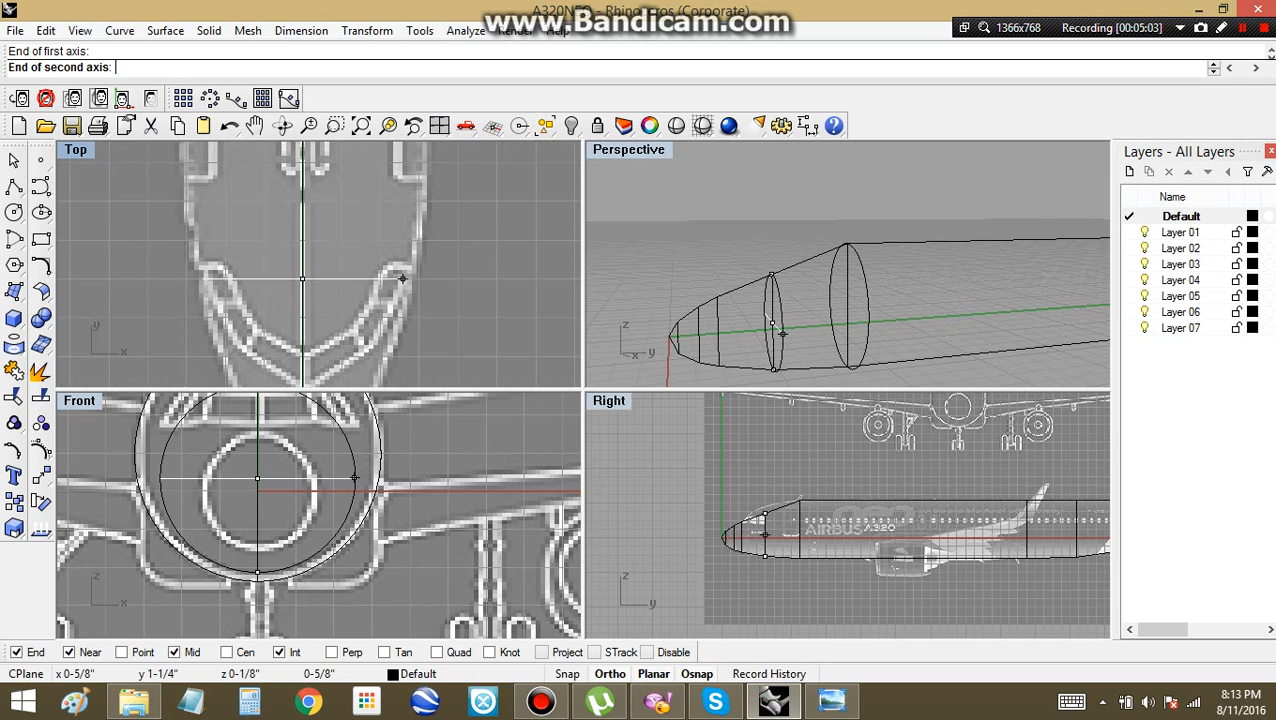 A320NEO - Rhinoceros (Corporate)
www.Bandicam.com
File Edit View Curve Surface Solid Mesh Dimension Transform Tools Analyze
1366x768 Recording [00:05:03]
End of first axis:
End of second axis:
Top
Perspective
Layers - All Layers
Name
Default
Layer 01
Layer 02
Layer 03
Layer 04
Layer 05
Layer 06
Layer 07
y
x
z
x y
Front
Right
AIRBUS A320
z
x
z
y
End Near Point Mid Cen Int Perp Tan Quad Knot Project STrack Disable
CPlane x 0-5/8" y 1-1/4" z 0-1/8" 0-5/8" Default Snap Ortho Planar Osnap Record History
8:13 PM
8/11/2016